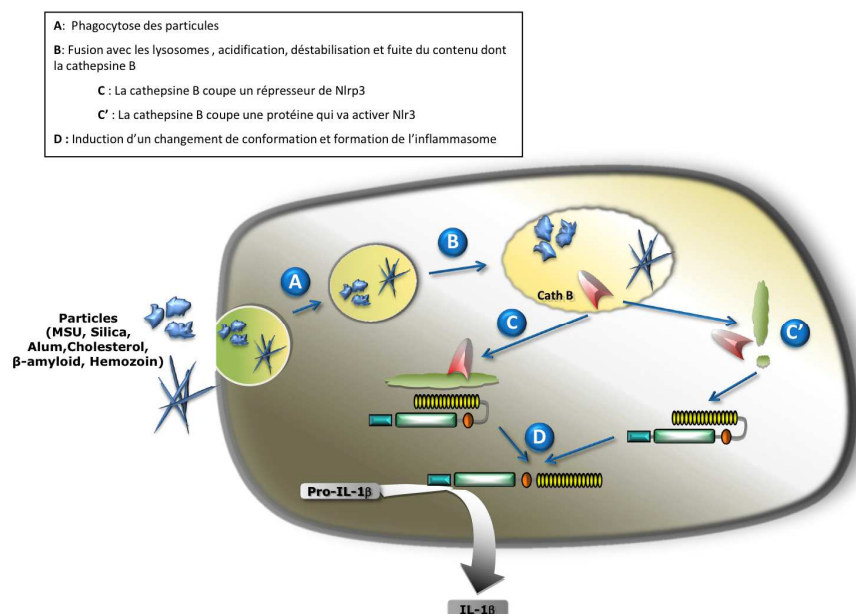 A: Phagocytose des particules
B: Fusion avec les lysosomes , acidification, déstabilisation et fuite du contenu dont
la cathepsine B
C : La cathepsine B coupe un répresseur de Nlrp3
C’ : La cathepsine B coupe une protéine qui va activer Nlr3
D : Induction d’un changement de conformation et formation de l’inflammasome
B
A
Cath B
Particles
(MSU, Silica,
Alum,Cholesterol,
β-amyloid, Hemozoin)
C
C’
D
Pro-IL-1β
IL-1β